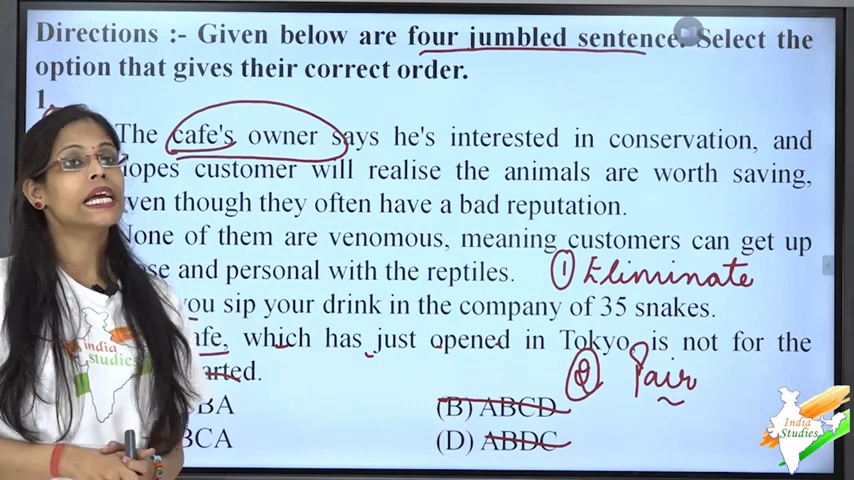 Directions :- Given below are four jumbled sentence. Select the
option that gives their correct order.
1.
The cafe's owner says he's interested in conservation, and
hopes customer will realise the animals are worth saving,
even though they often have a bad reputation.
None of them are venomous, meaning customers can get up
and personal with the reptiles. ① Eliminate
you sip your drink in the company of 35 snakes.
which has just opened in Tokyo is not for the
② Pair
(B) ABCD
BCA (D) ABDC
india
studies
India
Studies